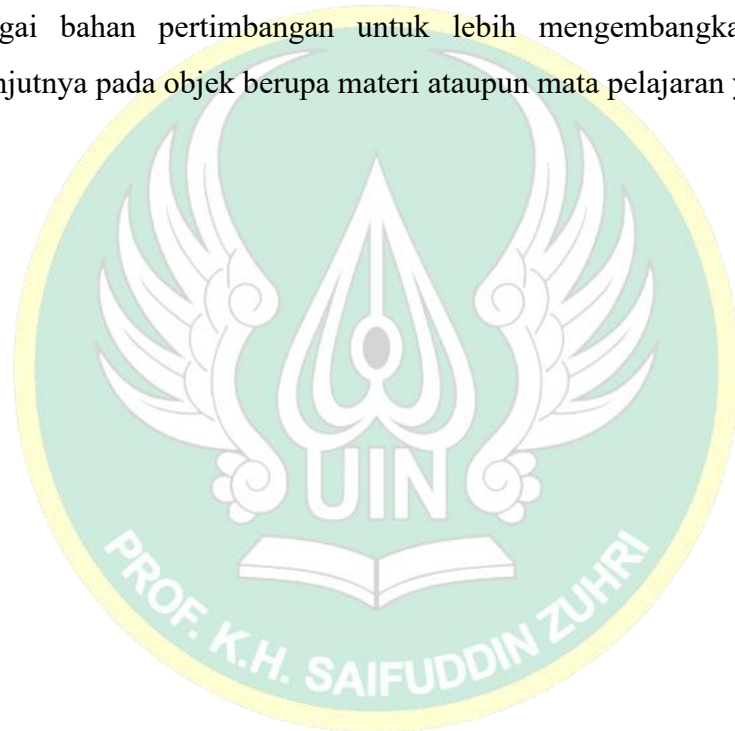 gai bahan pertimbangan untuk lebih mengembangka
njutnya pada objek berupa materi ataupun mata pelajaran y
UIN
PROF. K.H. SAIFUDDIN ZUHRI